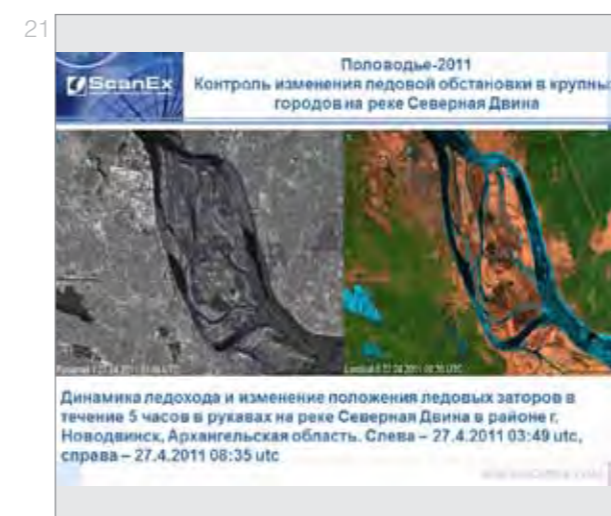 21
ScanEx
Половодье-2011
Контроль изменения ледовой обстановки в крупны
городов на реке Северная Двина
Динамика ледохода и изменение положения ледовых заторов в
течение 5 часов в рукавах на реке Северная Двина в районе г.
Новодвинск, Архангельская область. Слева – 27.4.2011 03:49 utc,
справа – 27.4.2011 08:35 utc